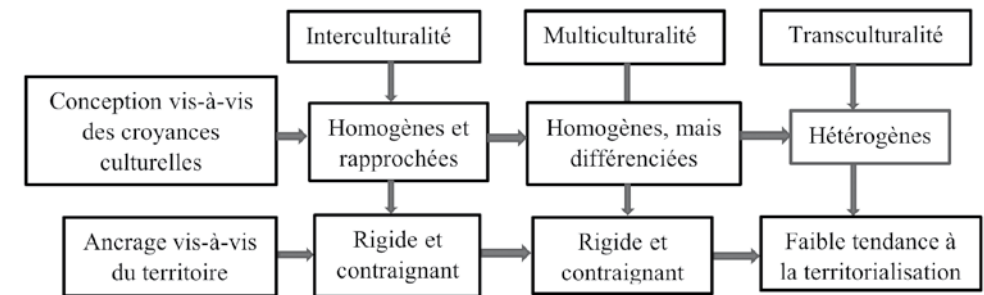 Interculturalité
Multiculturalité
Transculturalité
Conception vis-à-vis
des croyances
culturelles
Homogènes et
rapprochées
Homogènes, mais
différenciées
Hétérogènes
Ancrage vis-à-vis
du territoire
Rigide et
contraignant
Rigide et
contraignant
Faible tendance à
la territorialisation